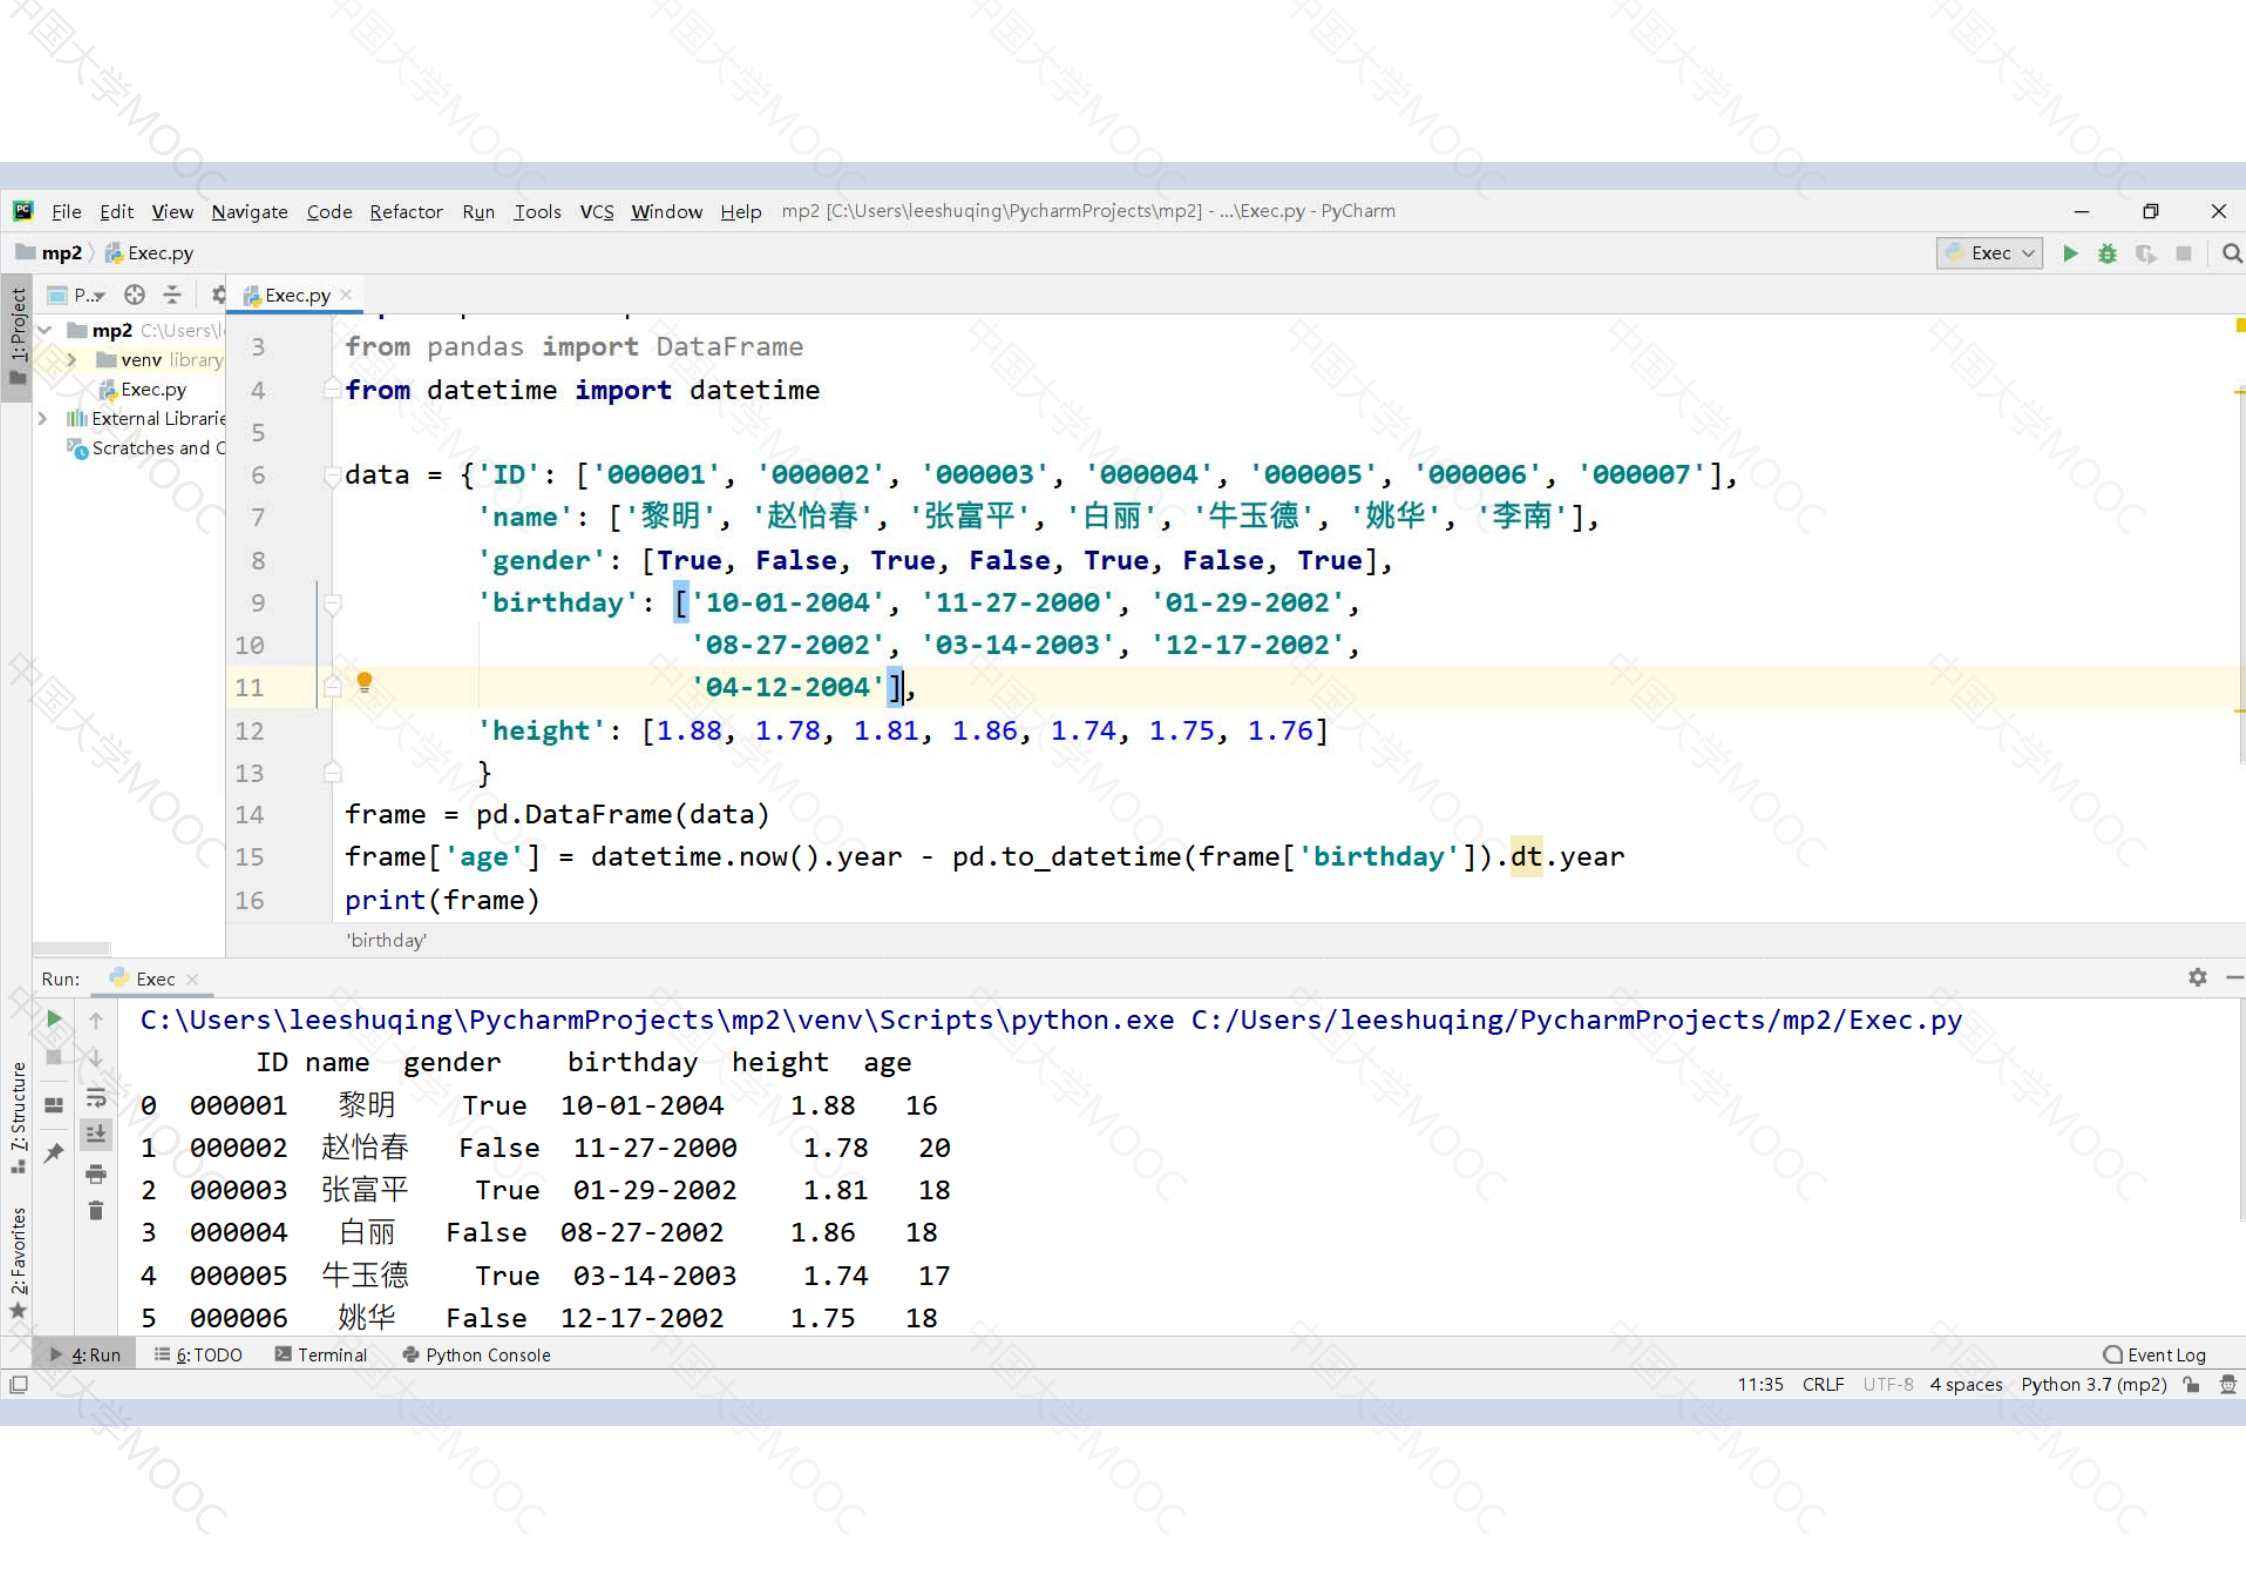 File Edit View Navigate Code Refactor Run Tools VCS Window Help mp2 [C:\Users\leeshuqing\PycharmProjects\mp2] - ...\Exec.py - PyCharm
mp2 Exec.py Exec
1: Project
P.. Exec.py
mp2 C:\Users\l
venv library
Exec.py
External Librarie
Scratches and C
3 from pandas import DataFrame
4 from datetime import datetime
5
6 data = {'ID': ['000001', '000002', '000003', '000004', '000005', '000006', '000007'],
7 'name': ['黎明', '赵怡春', '张富平', '白丽', '牛玉德', '姚华', '李南'],
8 'gender': [True, False, True, False, True, False, True],
9 'birthday': ['10-01-2004', '11-27-2000', '01-29-2002',
10 '08-27-2002', '03-14-2003', '12-17-2002',
11 '04-12-2004'],
12 'height': [1.88, 1.78, 1.81, 1.86, 1.74, 1.75, 1.76]
13 }
14 frame = pd.DataFrame(data)
15 frame['age'] = datetime.now().year - pd.to_datetime(frame['birthday']).dt.year
16 print(frame)
'birthday'
Run: Exec
C:\Users\leeshuqing\PycharmProjects\mp2\venv\Scripts\python.exe C:/Users/leeshuqing/PycharmProjects/mp2/Exec.py
ID name gender birthday height age
0 000001 黎明 True 10-01-2004 1.88 16
1 000002 赵怡春 False 11-27-2000 1.78 20
2 000003 张富平 True 01-29-2002 1.81 18
3 000004 白丽 False 08-27-2002 1.86 18
4 000005 牛玉德 True 03-14-2003 1.74 17
5 000006 姚华 False 12-17-2002 1.75 18
7: Structure
2: Favorites
4: Run 6: TODO Terminal Python Console Event Log
11:35 CRLF UTF-8 4 spaces Python 3.7 (mp2)
中国大学MOOC